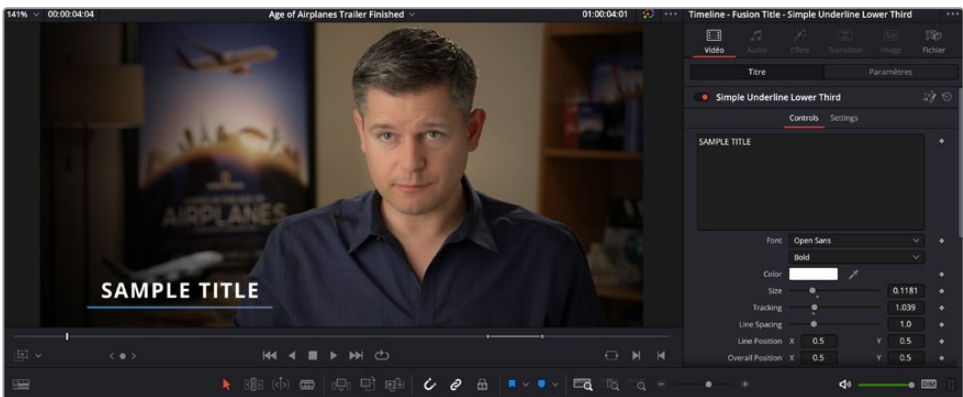 141%
00:00:04:04
Age of Airplanes Trailer Finished
01:00:04:01
Timeline - Fusion Title - Simple Underline Lower Third
Vidéo
Audio
Effets
Transition
Image
Fichier
Titre
Paramètres
Simple Underline Lower Third
Controls
Settings
SAMPLE TITLE
Font
Open Sans
Bold
Color
Size
0.1181
Tracking
1.039
Line Spacing
1.0
Line Position X 0.5 Y 0.5
Overall Position X 0.5 Y 0.5
AIRPLANES
SAMPLE TITLE
DIM